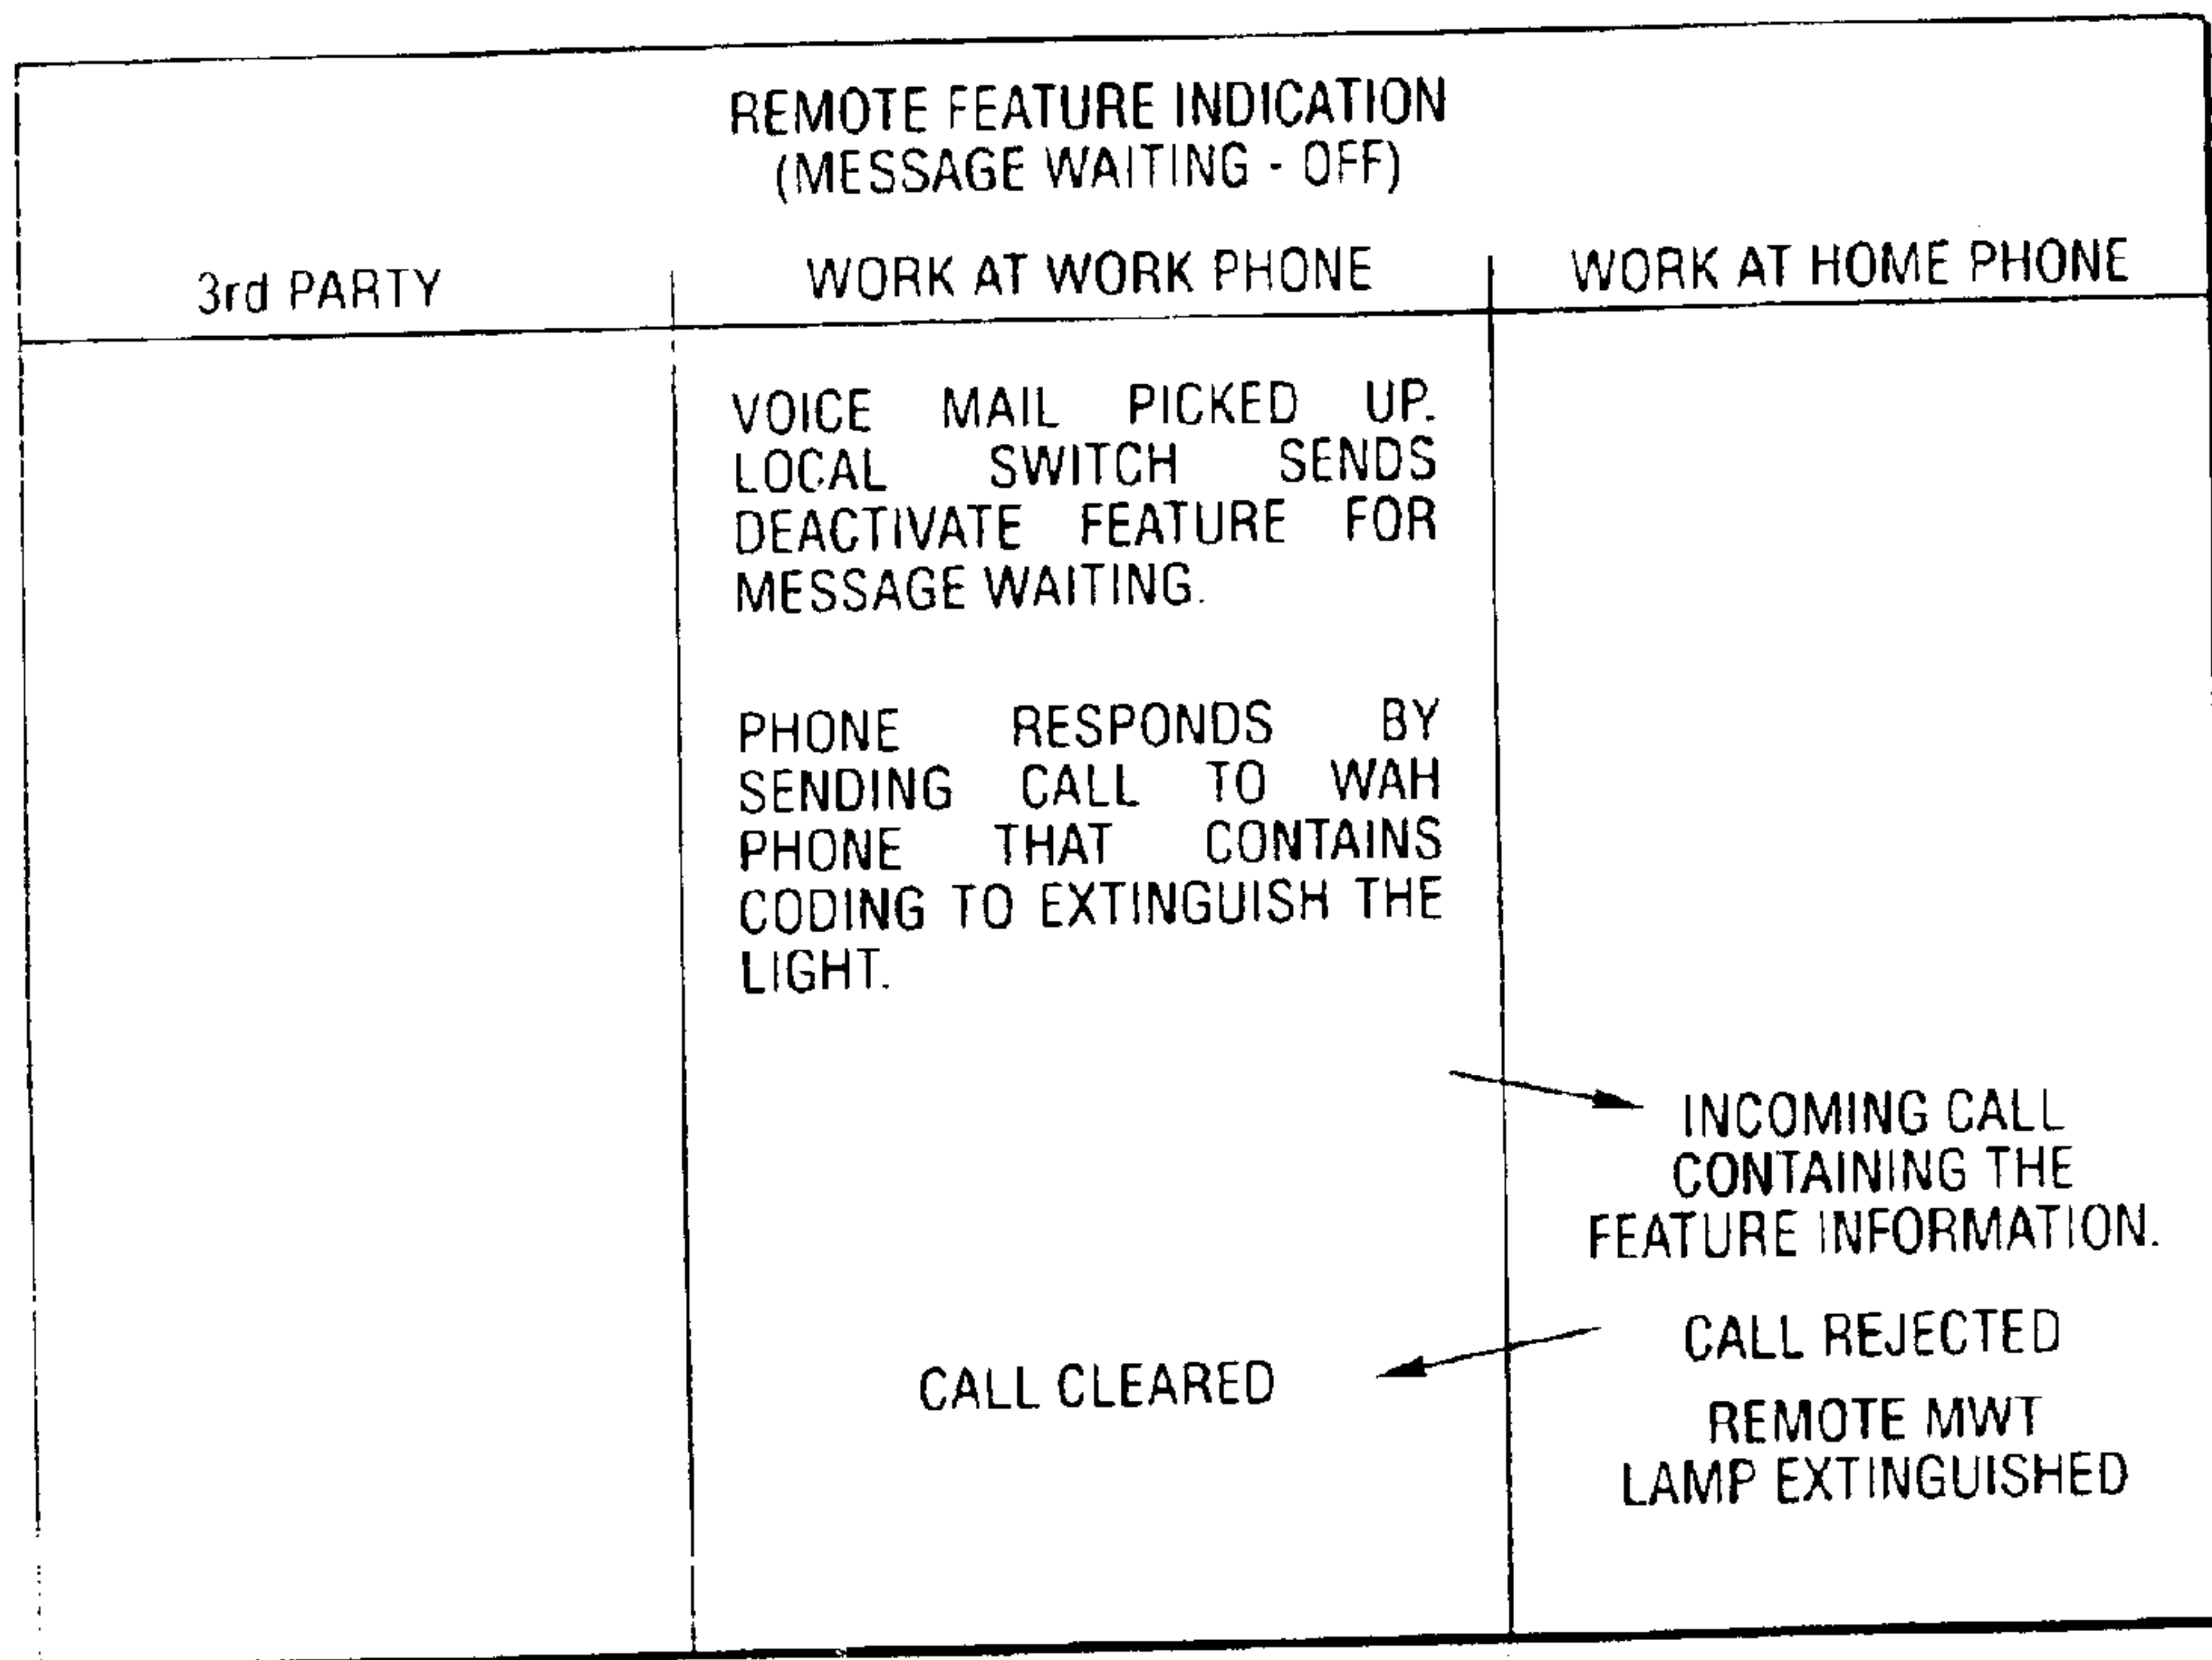 REMOTE FEATURE INDICATION
(MESSAGE WAITING - OFF)
3rd PARTY
WORK AT WORK PHONE
WORK AT HOME PHONE
VOICE MAIL PICKED UP.
LOCAL SWITCH SENDS
DEACTIVATE FEATURE FOR
MESSAGE WAITING.
PHONE RESPONDS BY
SENDING CALL TO WAH
PHONE THAT CONTAINS
CODING TO EXTINGUISH THE
LIGHT.
INCOMING CALL
CONTAINING THE
FEATURE INFORMATION.
CALL REJECTED
CALL CLEARED
REMOTE MWT
LAMP EXTINGUISHED